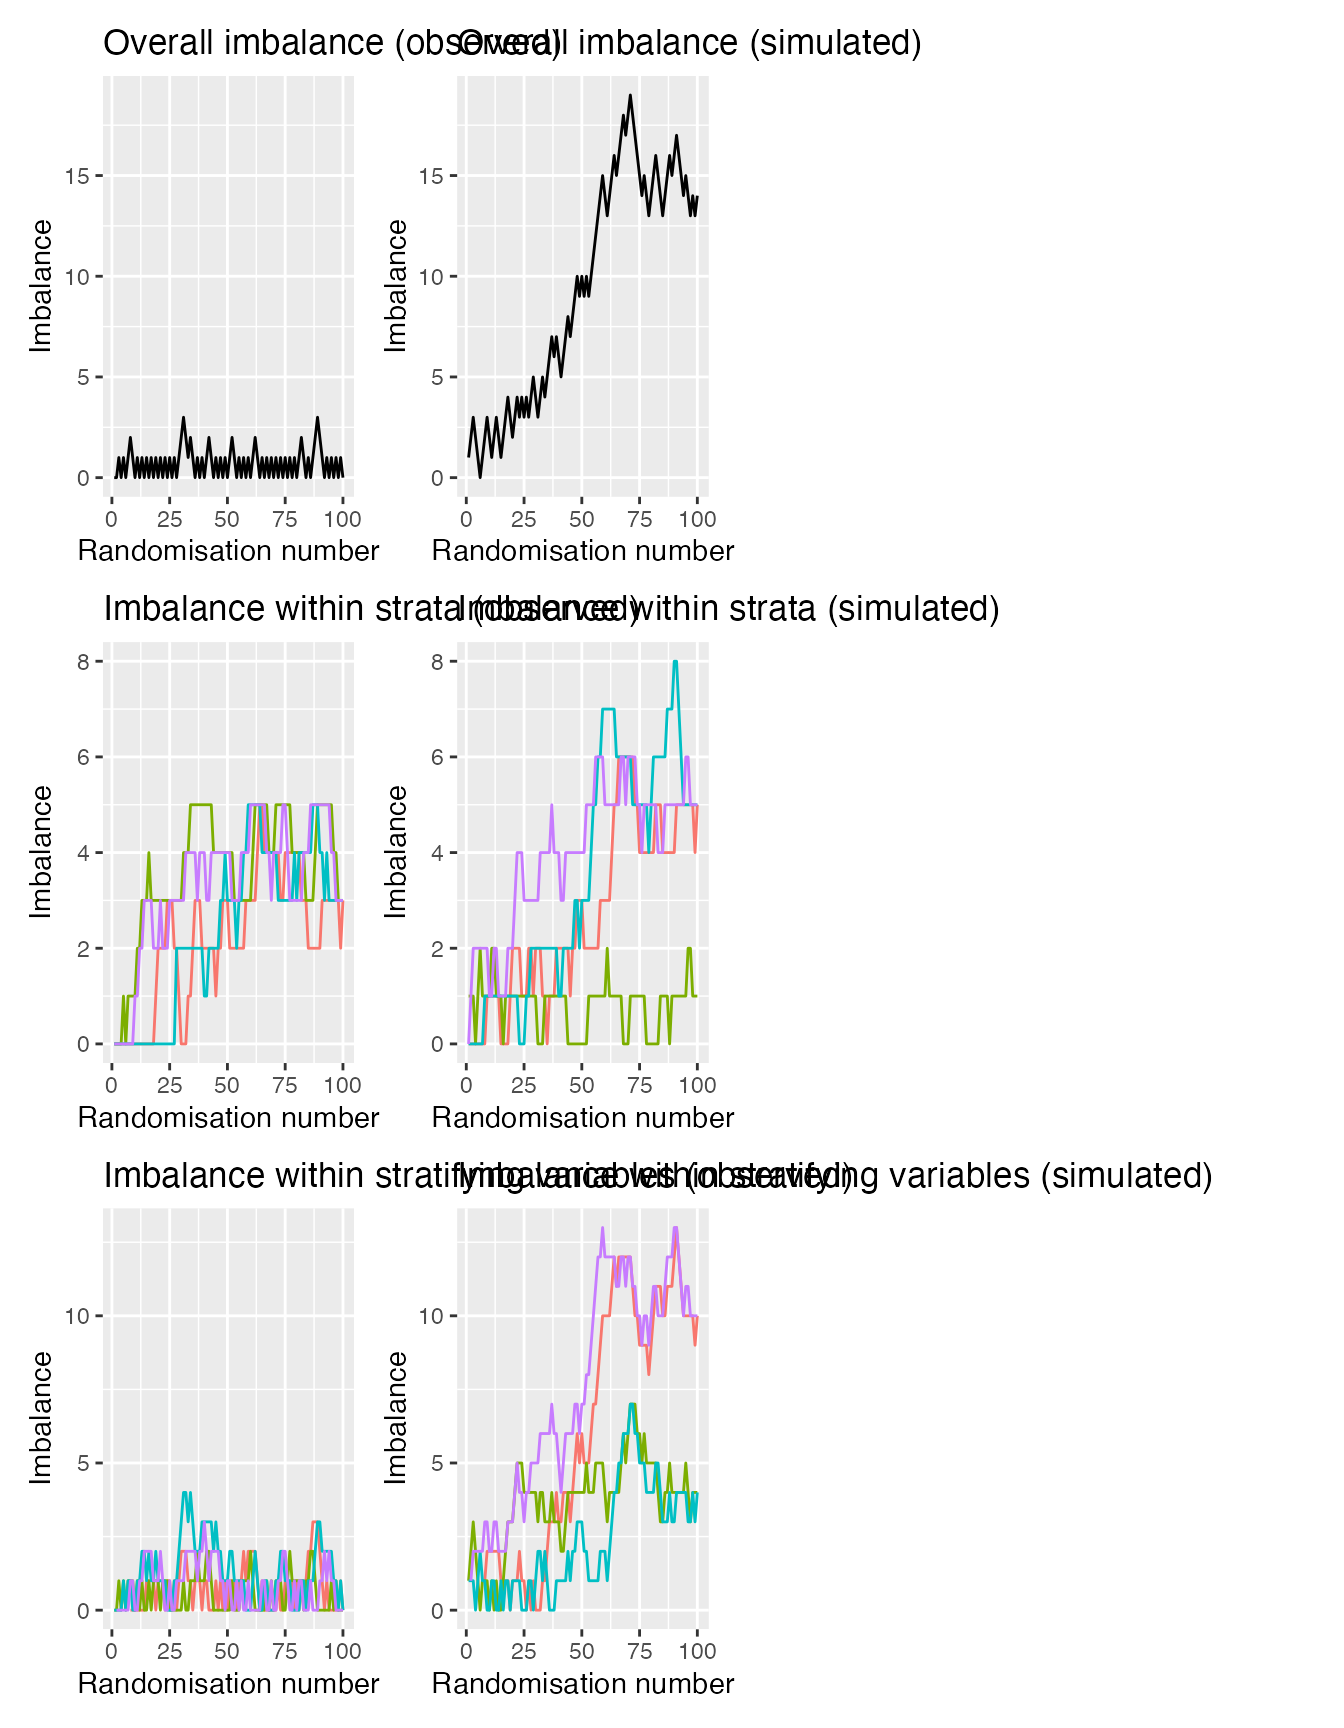 Overall imbalance (observed)
Overall imbalance (simulated)
Imbalance
15
10
5
0
0 25 50 75 100
Randomisation number
Imbalance
15
10
5
0
0 25 50 75 100
Randomisation number
Imbalance within strata (observed)
Imbalance within strata (simulated)
Imbalance
8
6
4
2
0
0 25 50 75 100
Randomisation number
Imbalance
8
6
4
2
0
0 25 50 75 100
Randomisation number
Imbalance within stratifying variables (observed)
Imbalance within stratifying variables (simulated)
Imbalance
10
5
0
0 25 50 75 100
Randomisation number
Imbalance
10
5
0
0 25 50 75 100
Randomisation number